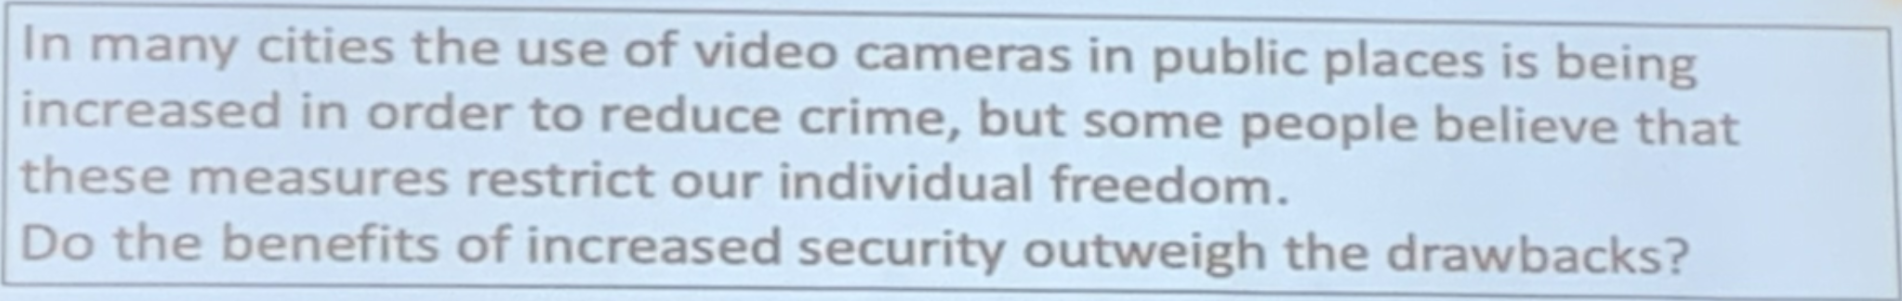 In many cities the use of video cameras in public places is being
increased in order to reduce crime, but some people believe that
these measures restrict our individual freedom.
Do the benefits of increased security outweigh the drawbacks?